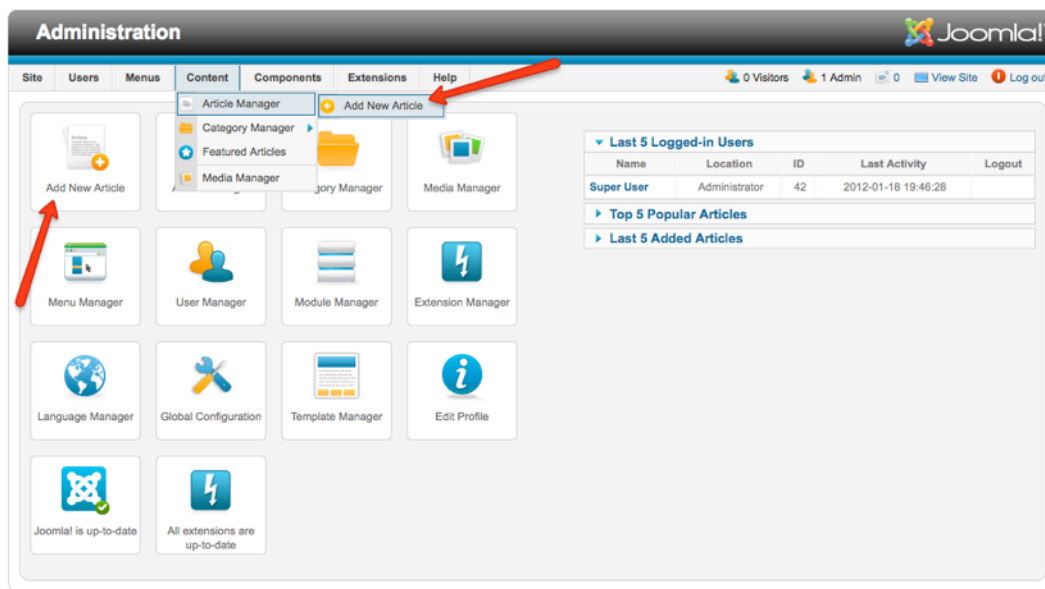 Administration
Joomla!
Site Users Menus Content Components Extensions Help
0 Visitors 1 Admin 0 View Site Log out
Article Manager
Add New Article
Category Manager
Featured Articles
Media Manager
Add New Article
Manager
Media Manager
Menu Manager
User Manager
Module Manager
Extension Manager
Language Manager
Global Configuration
Template Manager
Edit Profile
Joomla! is up-to-date
All extensions are
up-to-date
Last 5 Logged-in Users
Name Location ID Last Activity Logout
Super User Administrator 42 2012-01-18 19:46:28
Top 5 Popular Articles
Last 5 Added Articles